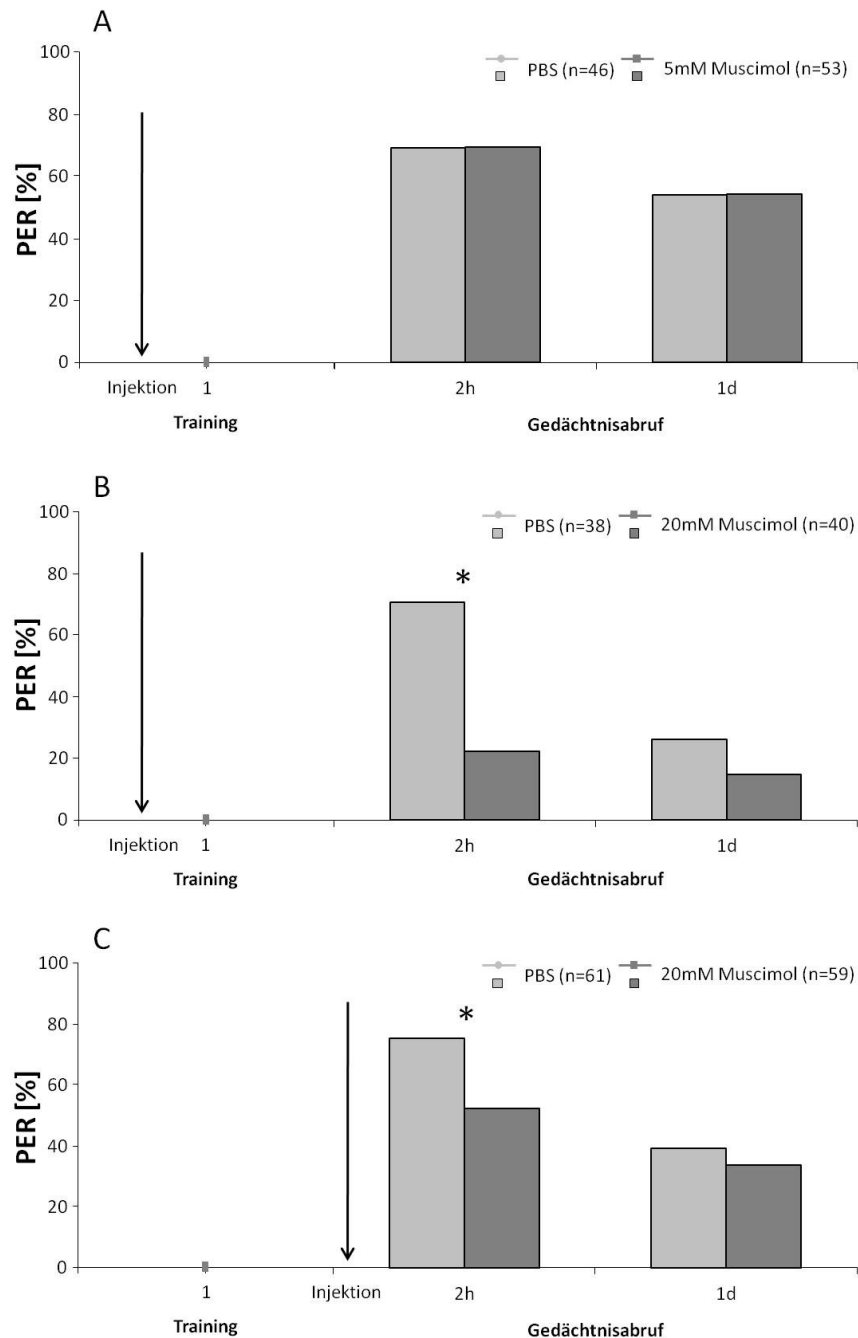 A
100
PBS (n=46) 5mM Muscimol (n=53)
80
60
PER [%]
40
20
0
Injektion 1 2h 1d
Training Gedächtnisabruf
B
100
PBS (n=38) 20mM Muscimol (n=40)
80
*
60
PER [%]
40
20
0
Injektion 1 2h 1d
Training Gedächtnisabruf
C
100
PBS (n=61) 20mM Muscimol (n=59)
80
*
60
PER [%]
40
20
0
1 Injektion 2h 1d
Training Gedächtnisabruf